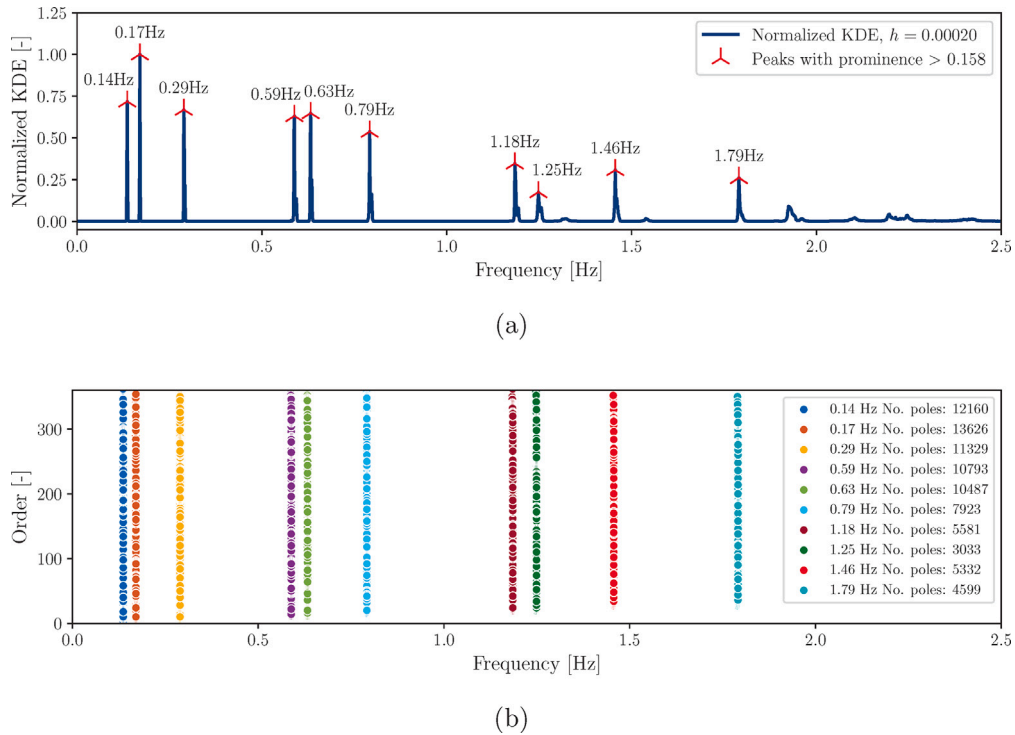 1.25
1.00
0.75
0.50
0.25
0.00
Normalized KDE [-]
0.14Hz
0.17Hz
0.29Hz
0.59Hz
0.63Hz
0.79Hz
1.18Hz
1.25Hz
1.46Hz
1.79Hz
Normalized KDE, h = 0.00020
Peaks with prominence > 0.158
0.0 0.5 1.0 1.5 2.0 2.5
Frequency [Hz]
(a)
300
200
100
0
Order [-]
0.14 Hz No. poles: 12160
0.17 Hz No. poles: 13626
0.29 Hz No. poles: 11329
0.59 Hz No. poles: 10793
0.63 Hz No. poles: 10487
0.79 Hz No. poles: 7923
1.18 Hz No. poles: 5581
1.25 Hz No. poles: 3033
1.46 Hz No. poles: 5332
1.79 Hz No. poles: 4599
0.0 0.5 1.0 1.5 2.0 2.5
Frequency [Hz]
(b)